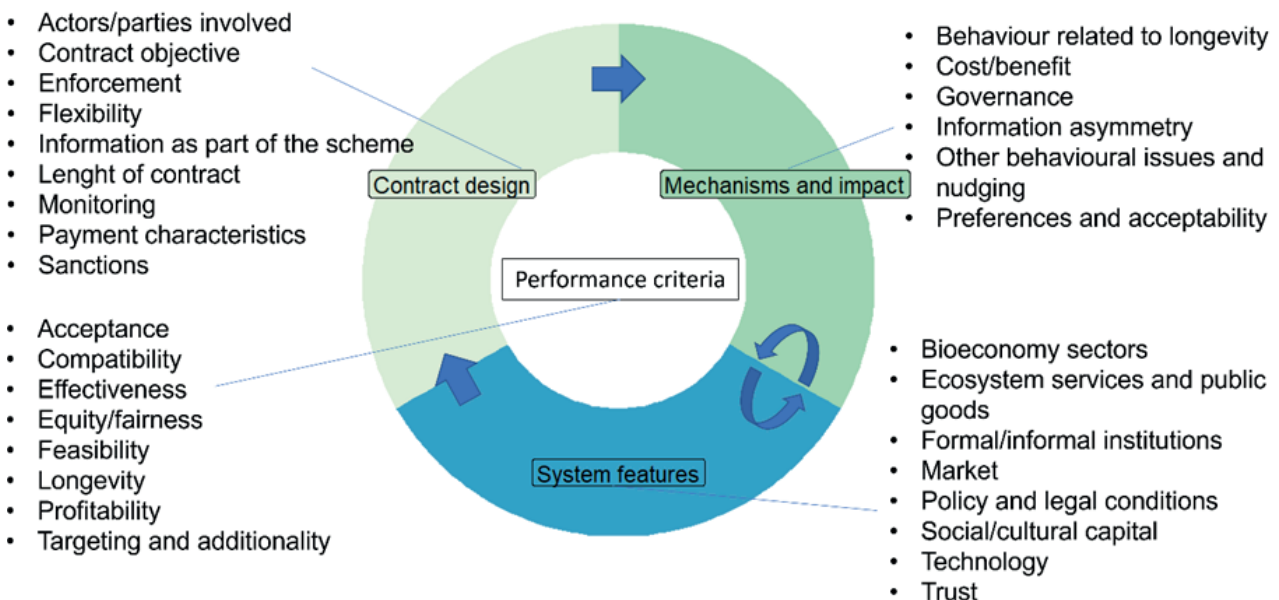 • Actors/parties involved
• Contract objective
• Enforcement
• Flexibility
• Information as part of the scheme
• Lenght of contract
• Monitoring
• Payment characteristics
• Sanctions
• Acceptance
• Compatibility
• Effectiveness
• Equity/fairness
• Feasibility
• Longevity
• Profitability
• Targeting and additionality
Contract design
Mechanisms and impact
Performance criteria
System features
• Behaviour related to longevity
• Cost/benefit
• Governance
• Information asymmetry
• Other behavioural issues and
nudging
• Preferences and acceptability
• Bioeconomy sectors
• Ecosystem services and public
goods
• Formal/informal institutions
• Market
• Policy and legal conditions
• Social/cultural capital
• Technology
• Trust